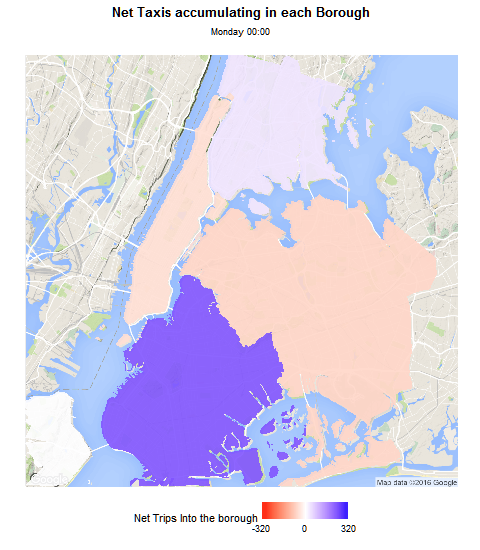 Net Taxis accumulating in each Borough
Monday 00:00
Map data ©2016 Google
Net Trips Into the borough
-320 0 320